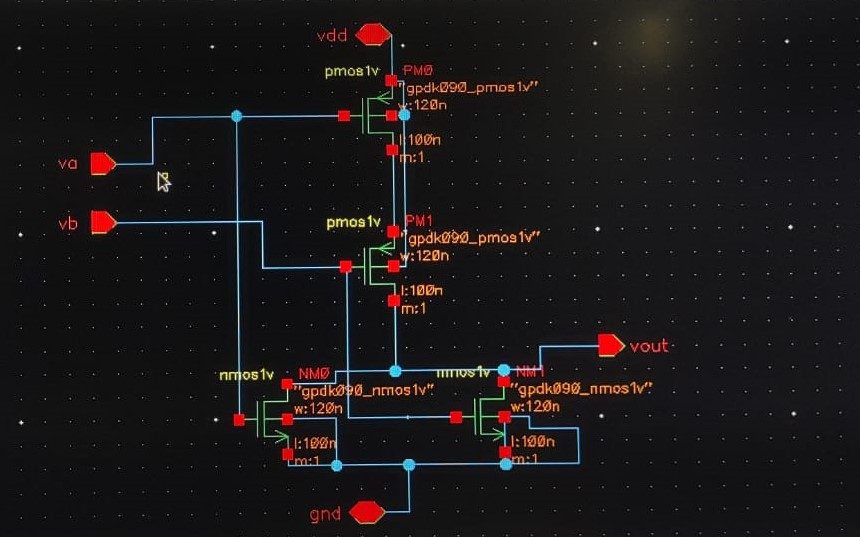 vdd
pmos1v PM0
"gpdk090_pmos1v"
w:120n
l:100n
m:1
va
vb
pmos1v PM1
"gpdk090_pmos1v"
w:120n
l:100n
m:1
vout
nmos1v NM0
"gpdk090_nmos1v"
w:120n
l:100n
m:1
nmos1v NM1
"gpdk090_nmos1v"
w:120n
l:100n
m:1
gnd